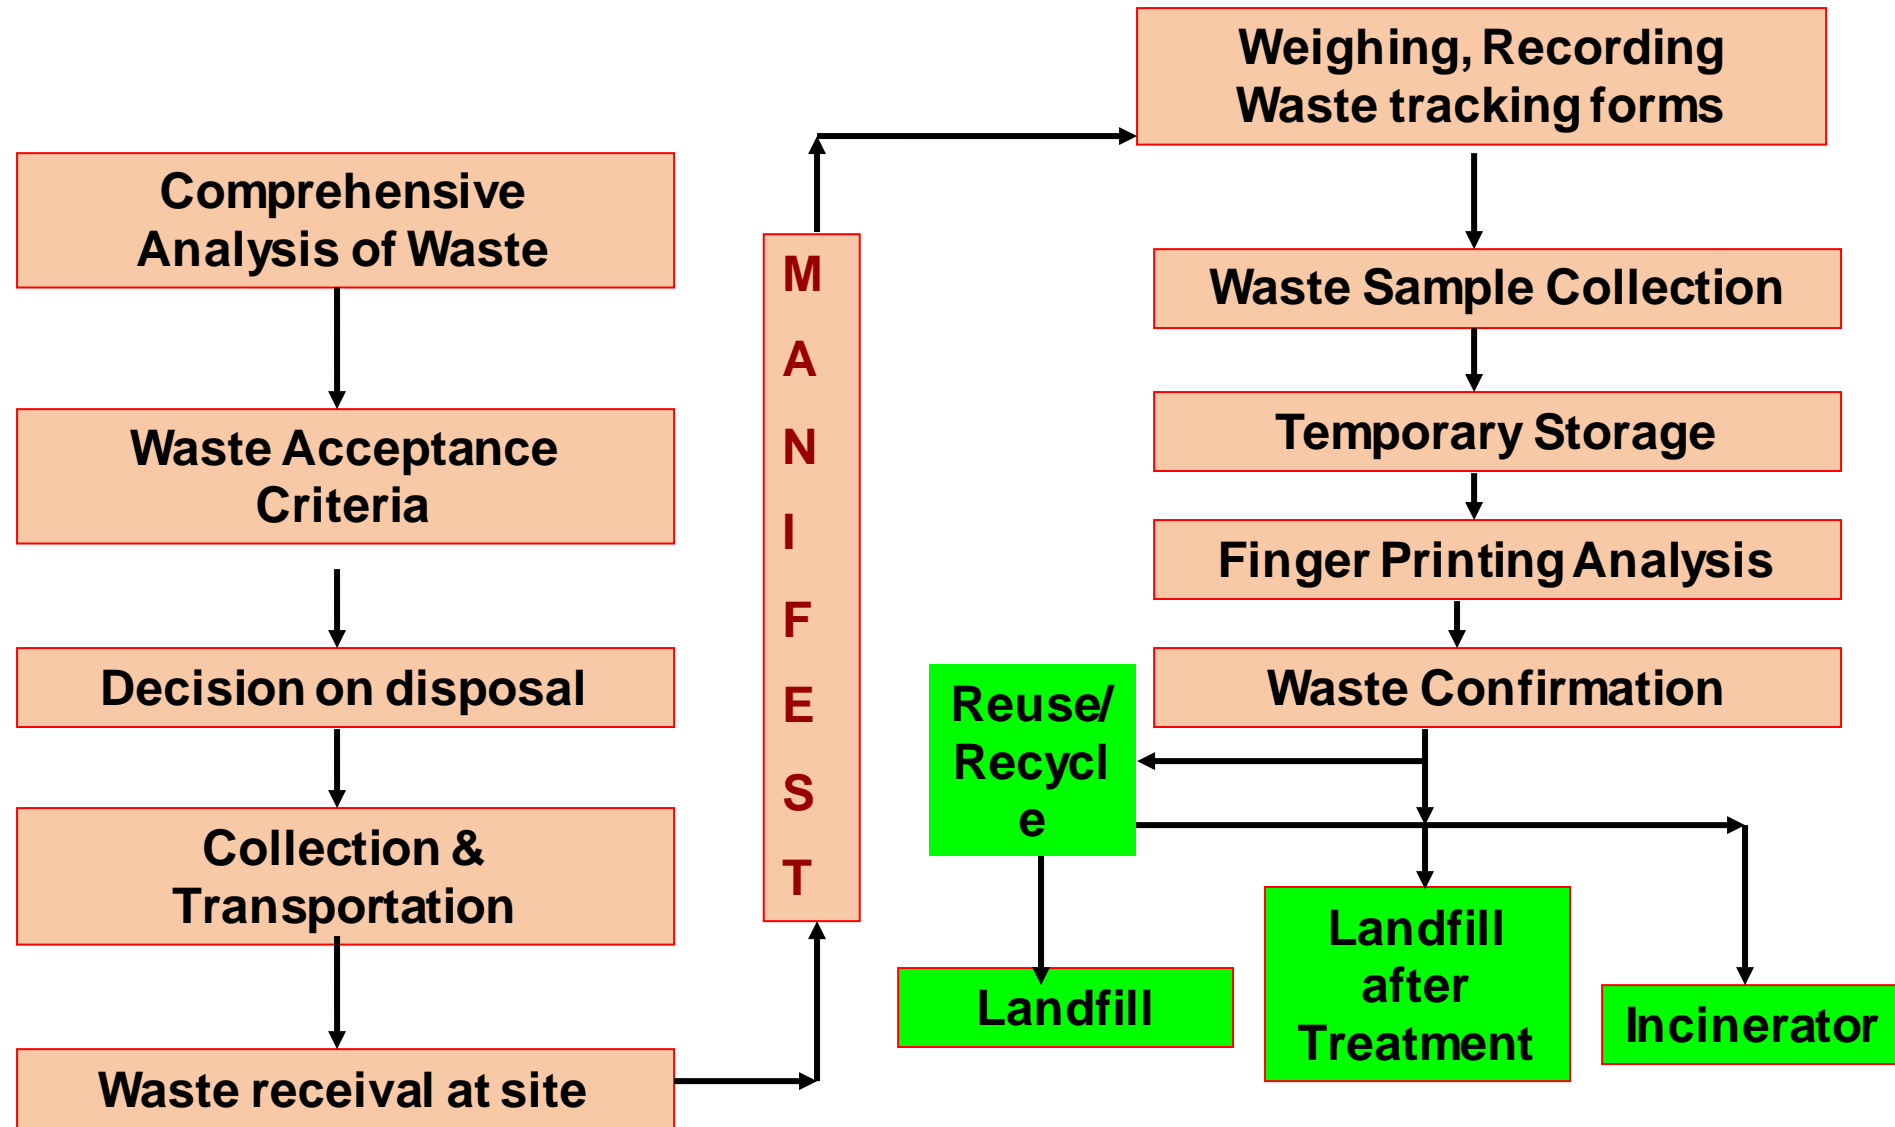 Comprehensive
Analysis of Waste
Waste Acceptance
Criteria
Decision on disposal
Collection &
Transportation
Waste receival at site
M
A
N
I
F
E
S
T
Weighing, Recording
Waste tracking forms
Waste Sample Collection
Temporary Storage
Finger Printing Analysis
Waste Confirmation
Reuse/
Recycl
e
Landfill
Landfill
after
Treatment
Incinerator